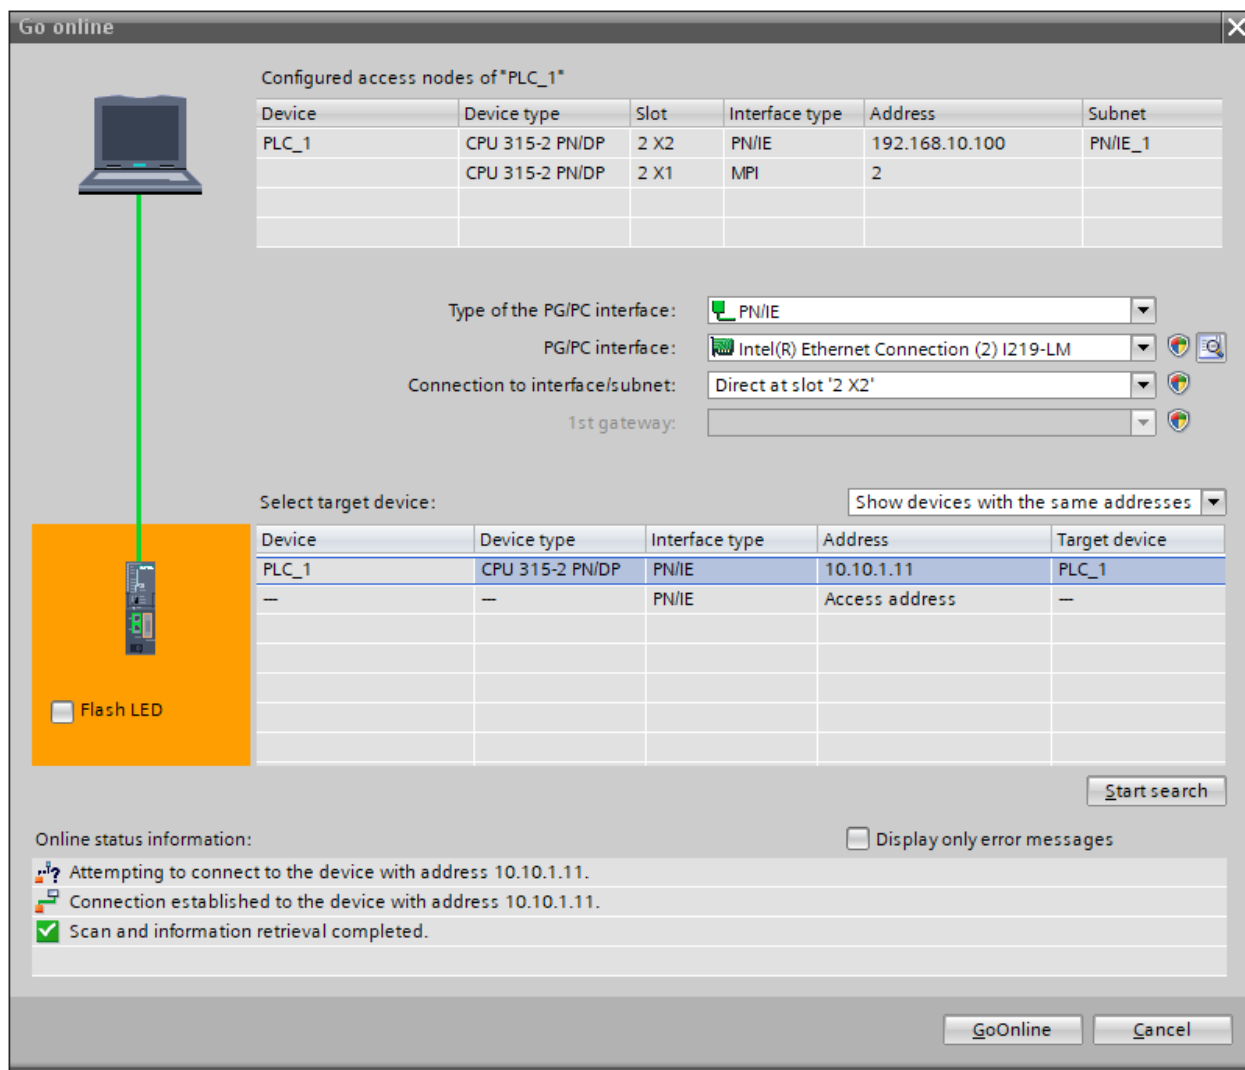 Go online
Configured access nodes of "PLC_1"
Device Device type Slot Interface type Address Subnet
PLC_1 CPU 315-2 PN/DP 2 X2 PN/IE 192.168.10.100 PN/IE_1
CPU 315-2 PN/DP 2 X1 MPI 2
Type of the PG/PC interface: PN/IE
PG/PC interface: Intel(R) Ethernet Connection (2) I219-LM
Connection to interface/subnet: Direct at slot '2 X2'
1st gateway:
Select target device: Show devices with the same addresses
Device Device type Interface type Address Target device
PLC_1 CPU 315-2 PN/DP PN/IE 10.10.1.11 PLC_1
— — PN/IE Access address —
Flash LED
Start search
Online status information: Display only error messages
Attempting to connect to the device with address 10.10.1.11.
Connection established to the device with address 10.10.1.11.
Scan and information retrieval completed.
GoOnline Cancel